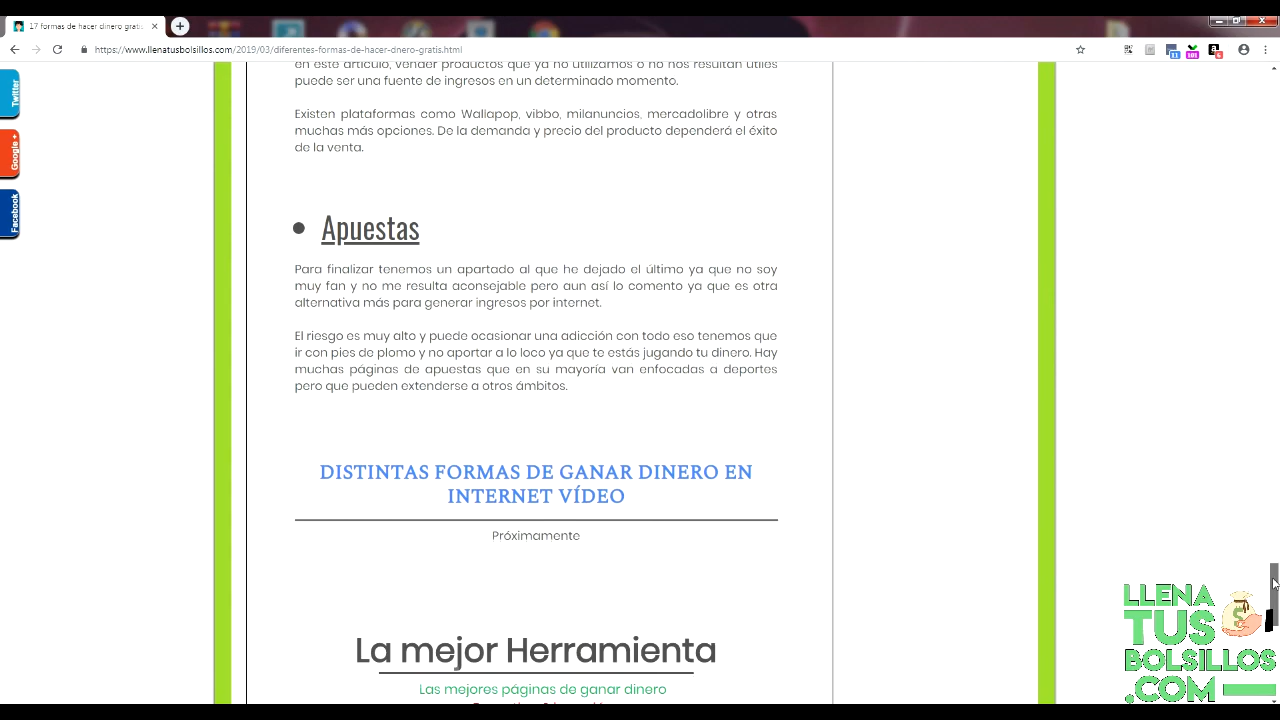 17 formas de hacer dinero gratis
https://www.llenatusbolsillos.com/2019/03/diferentes-formas-de-hacer-dnero-gratis.html
Twitter
Google +
Facebook
en este artículo, vender productos que ya no utilizamos o no nos resultan útiles
puede ser una fuente de ingresos en un determinado momento.
Existen plataformas como Wallapop, vibbo, milanuncios, mercadolibre y otras
muchas más opciones. De la demanda y precio del producto dependerá el éxito
de la venta.
Apuestas
Para finalizar tenemos un apartado al que he dejado el último ya que no soy
muy fan y no me resulta aconsejable pero aun así lo comento ya que es otra
alternativa más para generar ingresos por internet.
El riesgo es muy alto y puede ocasionar una adicción con todo eso tenemos que
ir con pies de plomo y no aportar a lo loco ya que te estás jugando tu dinero. Hay
muchas páginas de apuestas que en su mayoría van enfocadas a deportes
pero que pueden extenderse a otros ámbitos.
DISTINTAS FORMAS DE GANAR DINERO EN
INTERNET VÍDEO
Próximamente
La mejor Herramienta
Las mejores páginas de ganar dinero
LLENA
TUS
BOLSILLOS
.COM